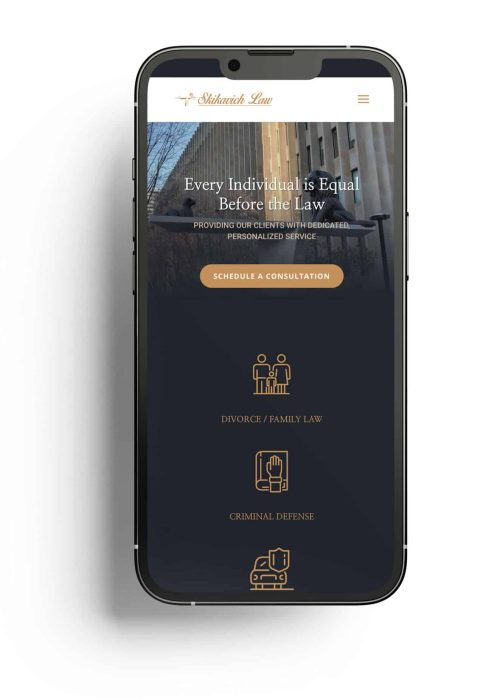 Skikavich Law
Every Individual is Equal
Before the Law
PROVIDING OUR CLIENTS WITH DEDICATED,
PERSONALIZED SERVICE
SCHEDULE A CONSULTATION
DIVORCE / FAMILY LAW
CRIMINAL DEFENSE